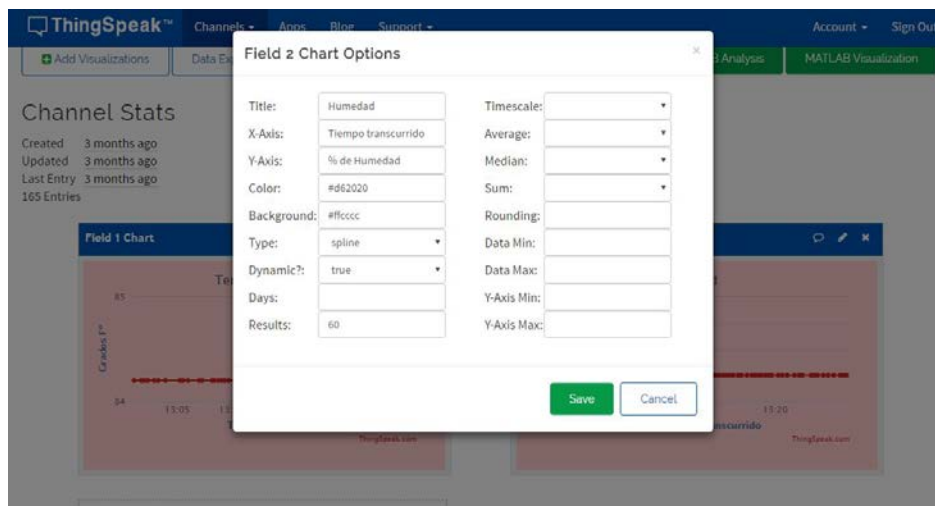 ThingSpeak™ Channels Apps Blog Support Account Sign Out
Add Visualizations Data MATLAB Visualization
Analysis
Field 2 Chart Options
×
Title: Humedad
X-Axis: Tiempo transcurrido
Y-Axis: % de Humedad
Color: #d62020
Background: #ffcccc
Type: spline
Dynamic?: true
Days:
Results: 60
Timescale:
Average:
Median:
Sum:
Rounding:
Data Min:
Data Max:
Y-Axis Min:
Y-Axis Max:
Save Cancel
Channel Stats
Created 3 months ago
Updated 3 months ago
Last Entry 3 months ago
165 Entries
Field 1 Chart
85
Grados F°
84
13:05
ThingSpeak.com
13:20
ThingSpeak.com